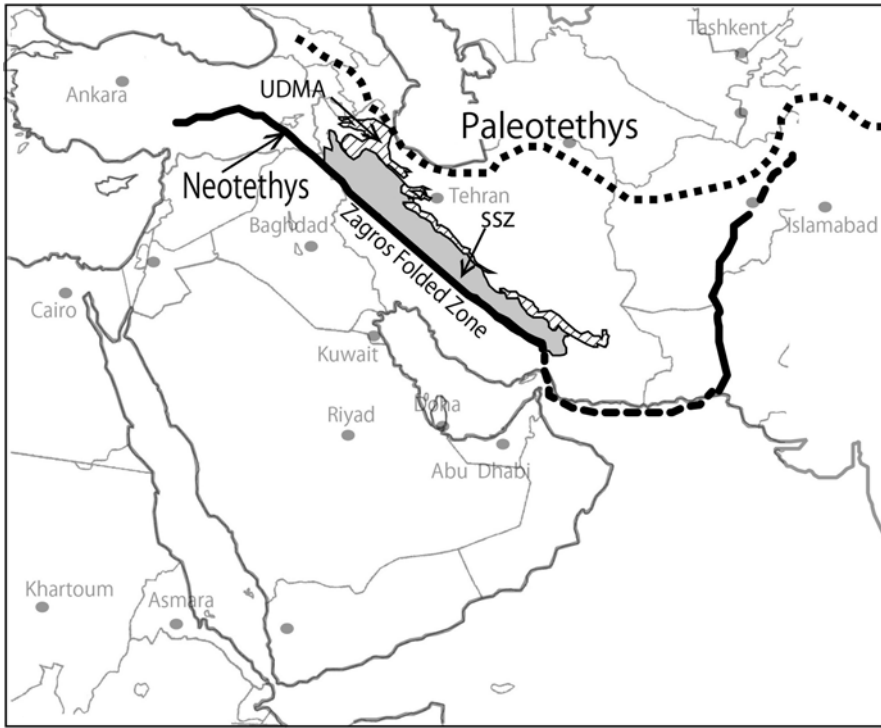 Tashkent
Ankara
UDMA
Paleotethys
Neotethys
Tehran
SSZ
Islamabad
Baghdad
Zagros Folded Zone
Cairo
Kuwait
Doha
Riyad
Abu Dhabi
Khartoum
Asmara